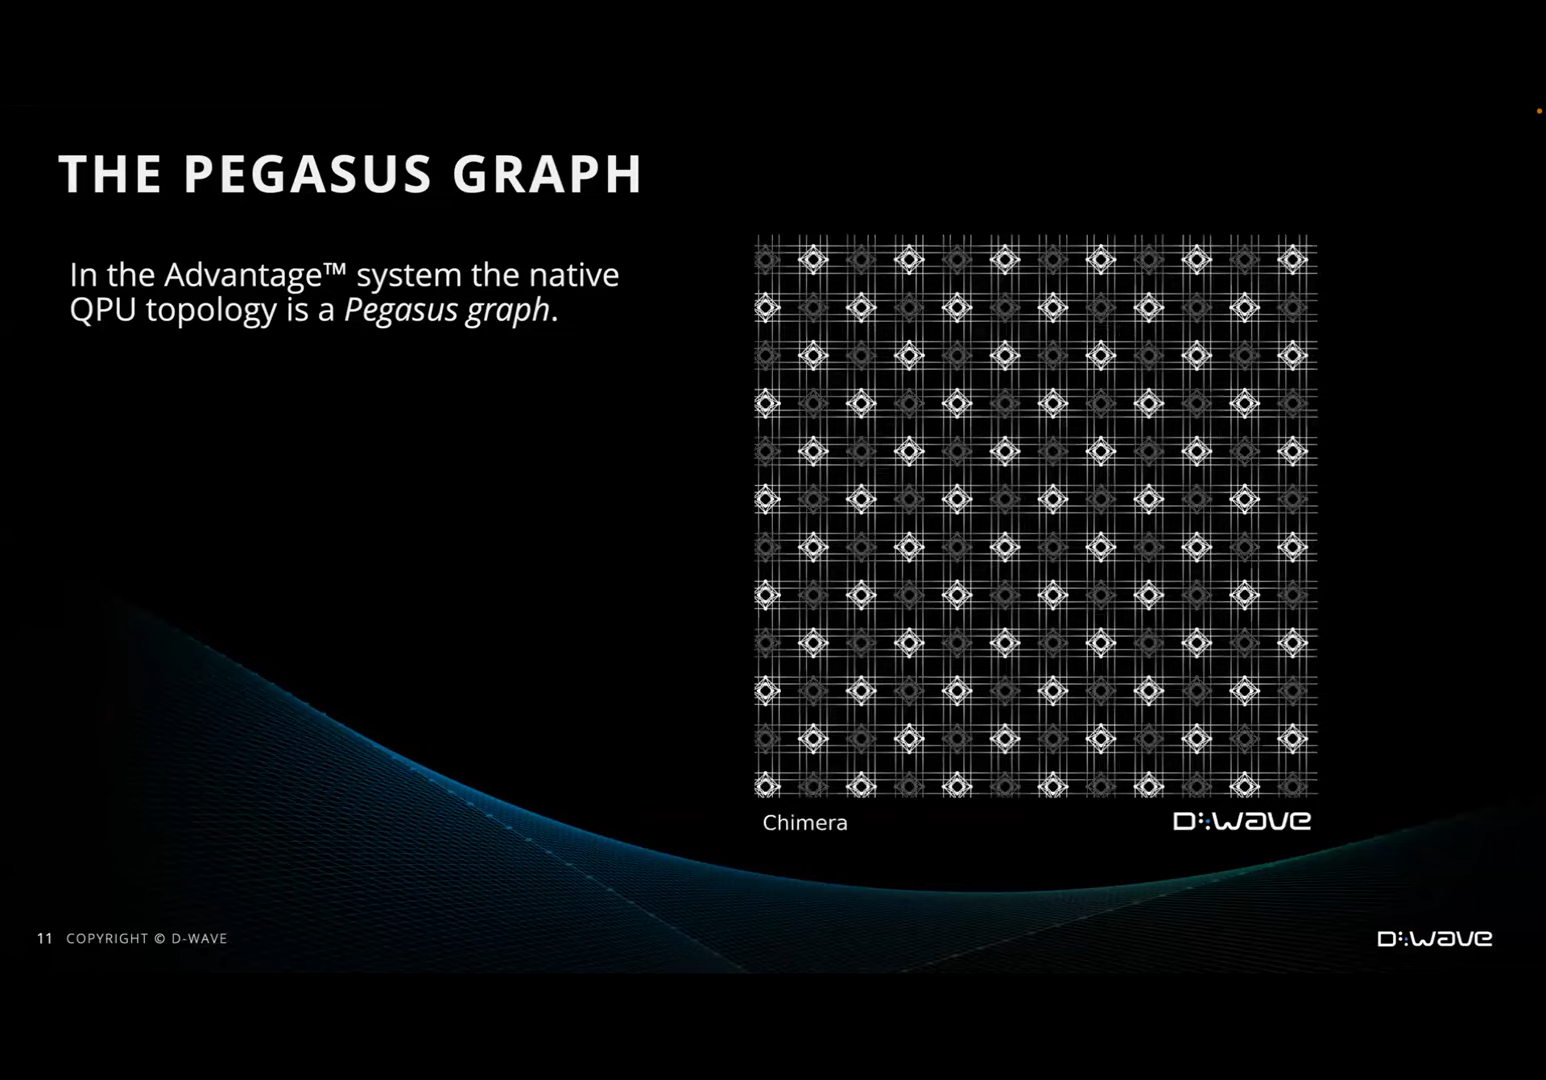 THE PEGASUS GRAPH
In the Advantage™ system the native
QPU topology is a Pegasus graph.
Chimera
D:wave
11 COPYRIGHT © D-WAVE
D:wave